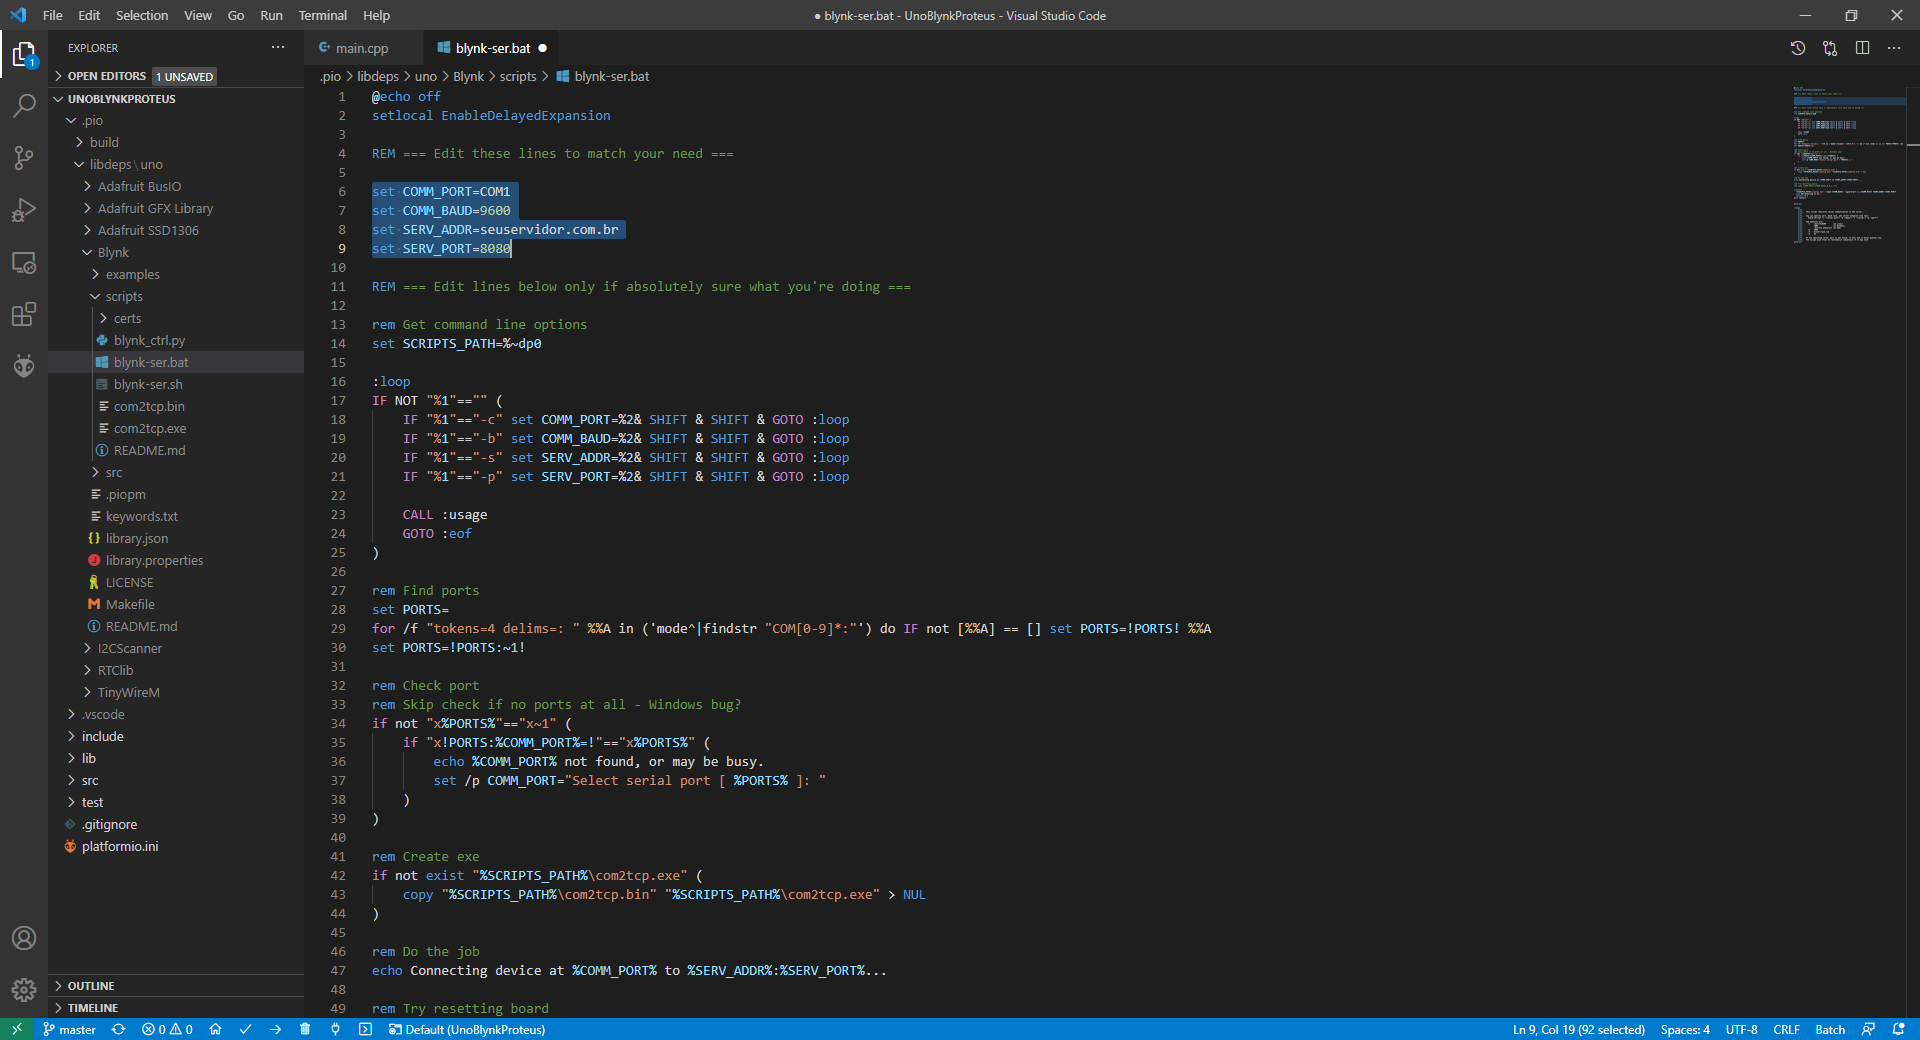 File Edit Selection View Go Run Terminal Help
● blynk-ser.bat - UnoBlynkProteus - Visual Studio Code
EXPLORER
OPEN EDITORS 1 UNSAVED
UNOBLYNKPROTEUS
.pio
build
libdeps \ uno
Adafruit BusIO
Adafruit GFX Library
Adafruit SSD1306
Blynk
examples
scripts
certs
blynk_ctrl.py
blynk-ser.bat
blynk-ser.sh
com2tcp.bin
com2tcp.exe
README.md
src
.piopm
keywords.txt
library.json
library.properties
LICENSE
Makefile
README.md
I2CScanner
RTClib
TinyWireM
.vscode
include
lib
src
test
.gitignore
platformio.ini
OUTLINE
TIMELINE
1
main.cpp
blynk-ser.bat ●
.pio > libdeps > uno > Blynk > scripts > blynk-ser.bat
1 @echo off
2 setlocal EnableDelayedExpansion
3
4 REM === Edit these lines to match your need ===
5
6 set COMM_PORT=COM1
7 set COMM_BAUD=9600
8 set SERV_ADDR=seuservidor.com.br
9 set SERV_PORT=8080
10
11 REM === Edit lines below only if absolutely sure what you're doing ===
12
13 rem Get command line options
14 set SCRIPTS_PATH=%~dp0
15
16 :loop
17 IF NOT "%1"=="" (
18 IF "%1"=="-c" set COMM_PORT=%2& SHIFT & SHIFT & GOTO :loop
19 IF "%1"=="-b" set COMM_BAUD=%2& SHIFT & SHIFT & GOTO :loop
20 IF "%1"=="-s" set SERV_ADDR=%2& SHIFT & SHIFT & GOTO :loop
21 IF "%1"=="-p" set SERV_PORT=%2& SHIFT & SHIFT & GOTO :loop
22
23 CALL :usage
24 GOTO :eof
25 )
26
27 rem Find ports
28 set PORTS=
29 for /f "tokens=4 delims=: " %%A in ('mode^|findstr "COM[0-9]*:"') do IF not [%%A] == [] set PORTS=!PORTS! %%A
30 set PORTS=!PORTS:~1!
31
32 rem Check port
33 rem Skip check if no ports at all - Windows bug?
34 if not "x%PORTS%"=="x~1" (
35 if "x!PORTS:%COMM_PORT%=!"=="x%PORTS%" (
36 echo %COMM_PORT% not found, or may be busy.
37 set /p COMM_PORT="Select serial port [ %PORTS% ]: "
38 )
39 )
40
41 rem Create exe
42 if not exist "%SCRIPTS_PATH%\com2tcp.exe" (
43 copy "%SCRIPTS_PATH%\com2tcp.bin" "%SCRIPTS_PATH%\com2tcp.exe" > NUL
44 )
45
46 rem Do the job
47 echo Connecting device at %COMM_PORT% to %SERV_ADDR%:%SERV_PORT%...
48
49 rem Try resetting board
master 0 0 Default (UnoBlynkProteus)
Ln 9, Col 19 (92 selected) Spaces: 4 UTF-8 CRLF Batch